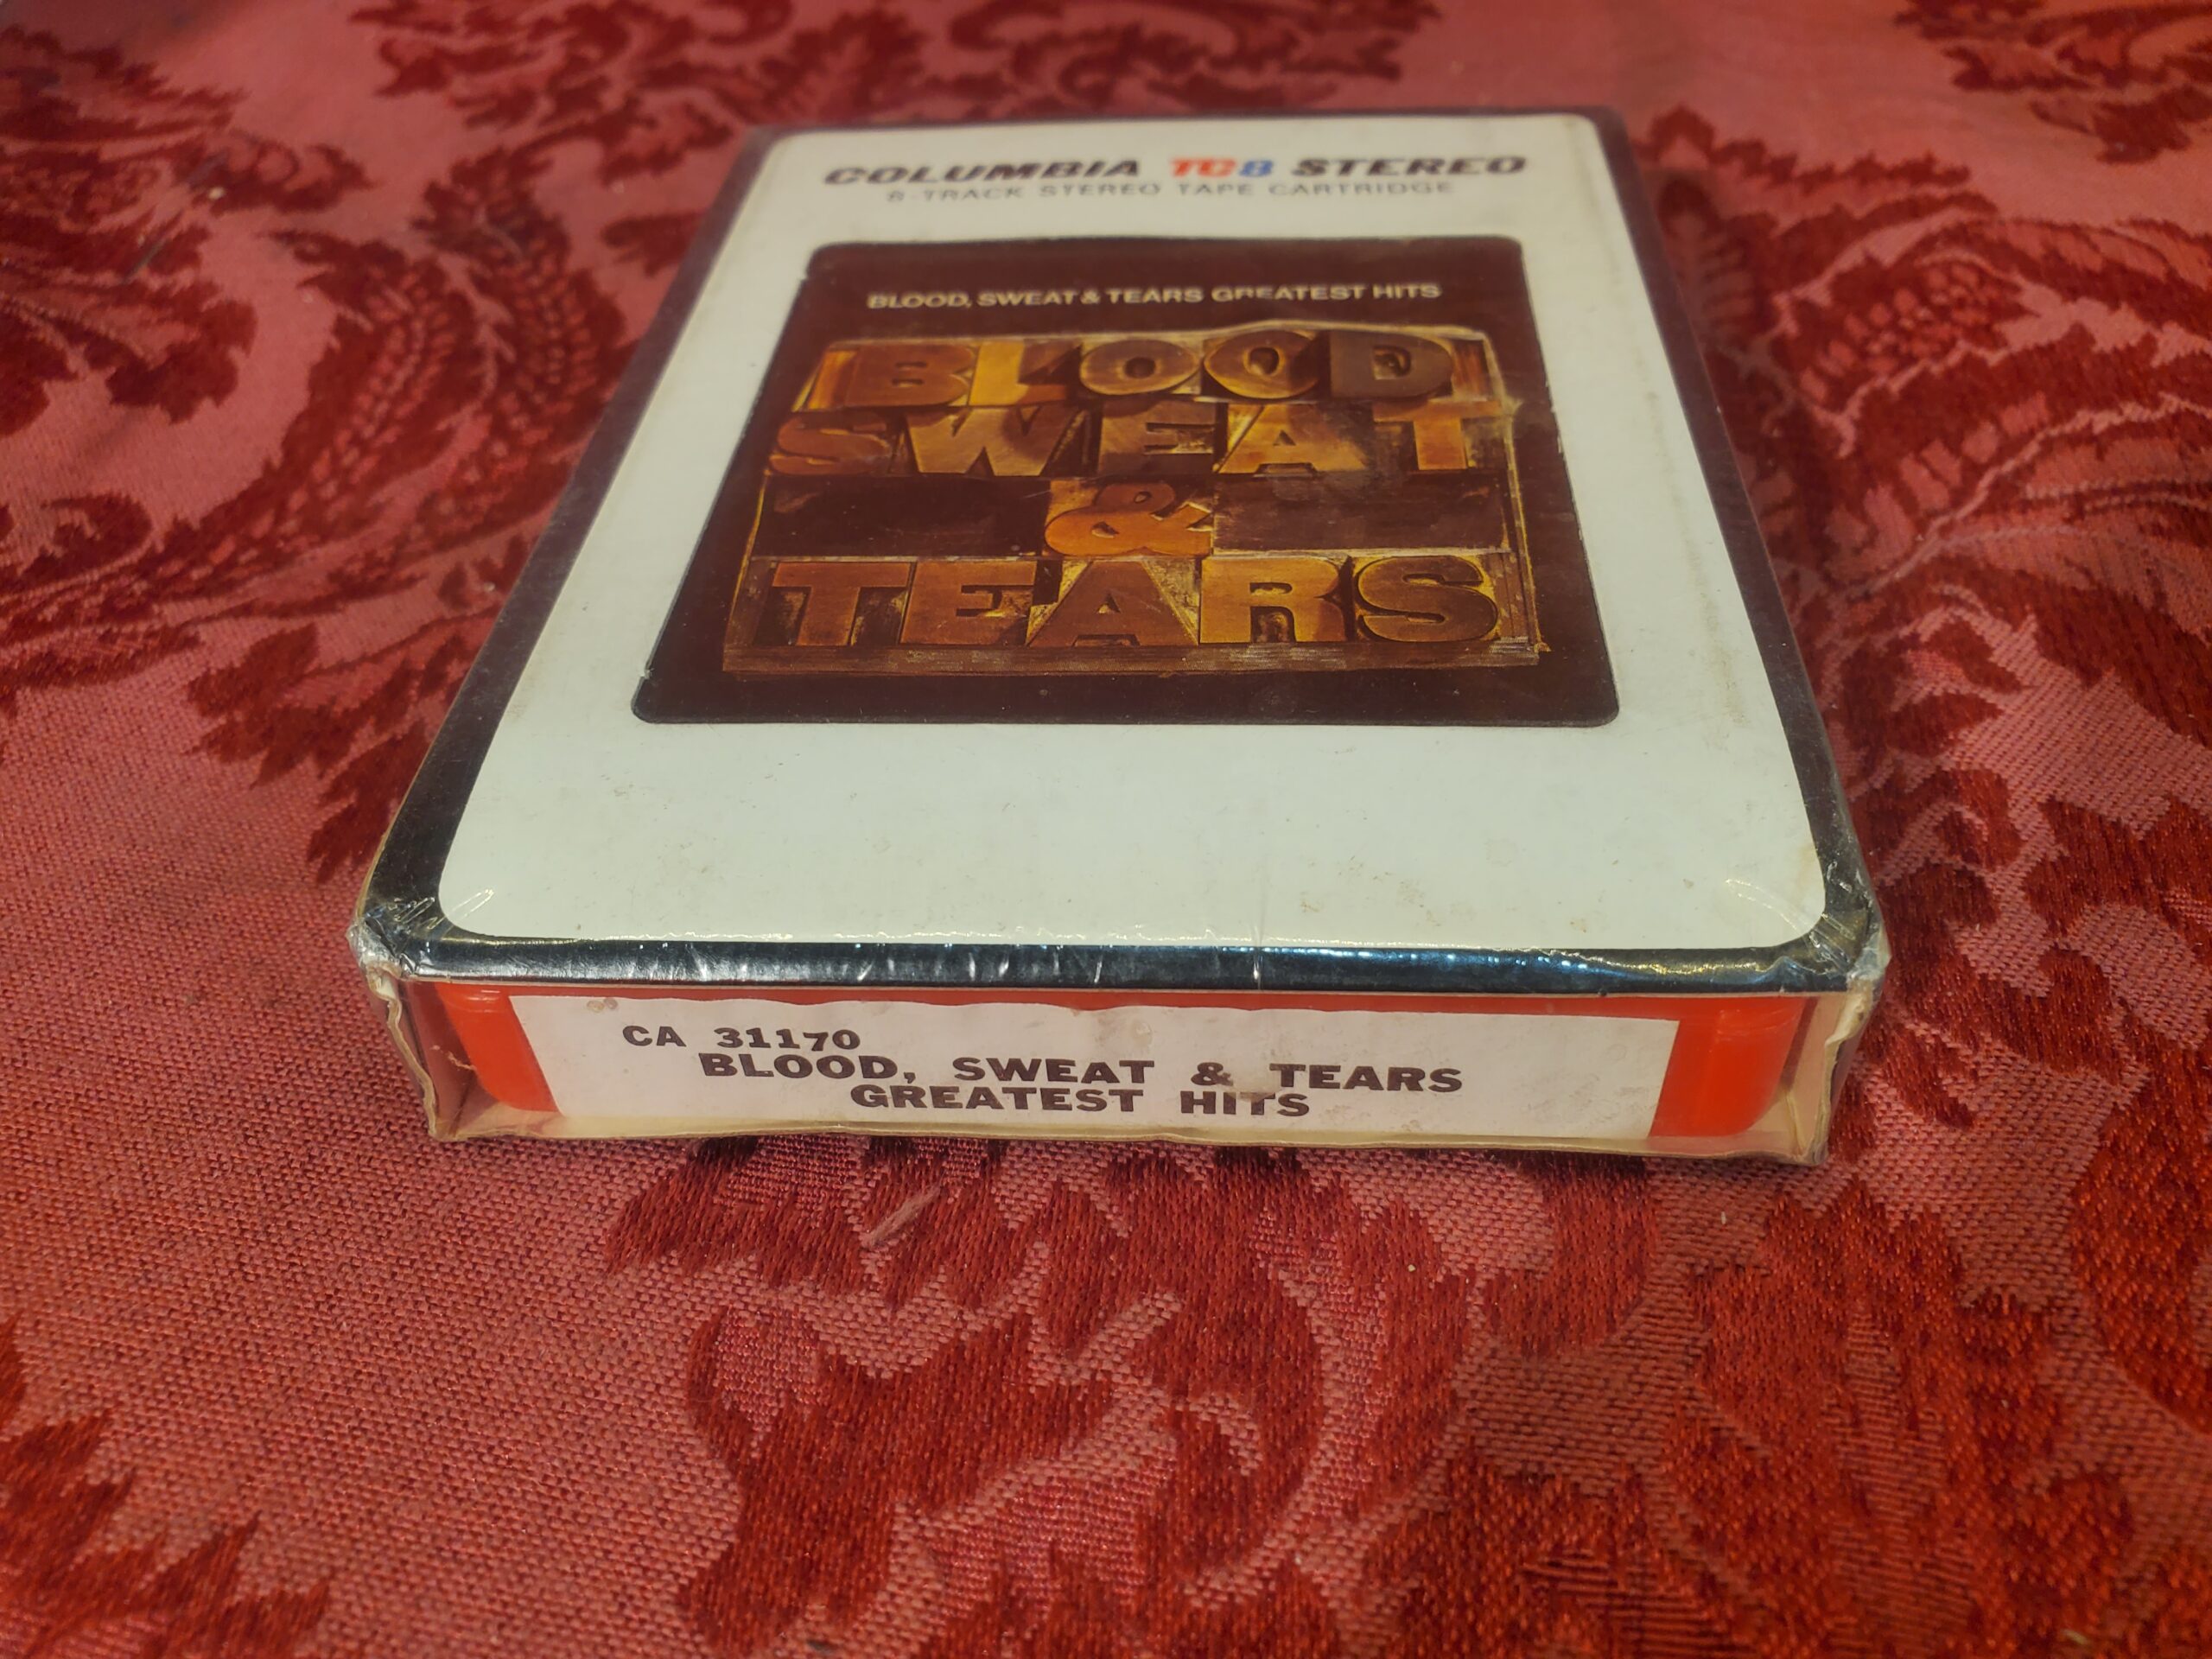 COLUMBIA TC8 STEREO
8-TRACK STEREO TAPE CARTRIDGE
BLOOD, SWEAT & TEARS GREATEST HITS
BLOOD
SWEAT
&
TEARS
CA 31170
BLOOD, SWEAT & TEARS
GREATEST HITS